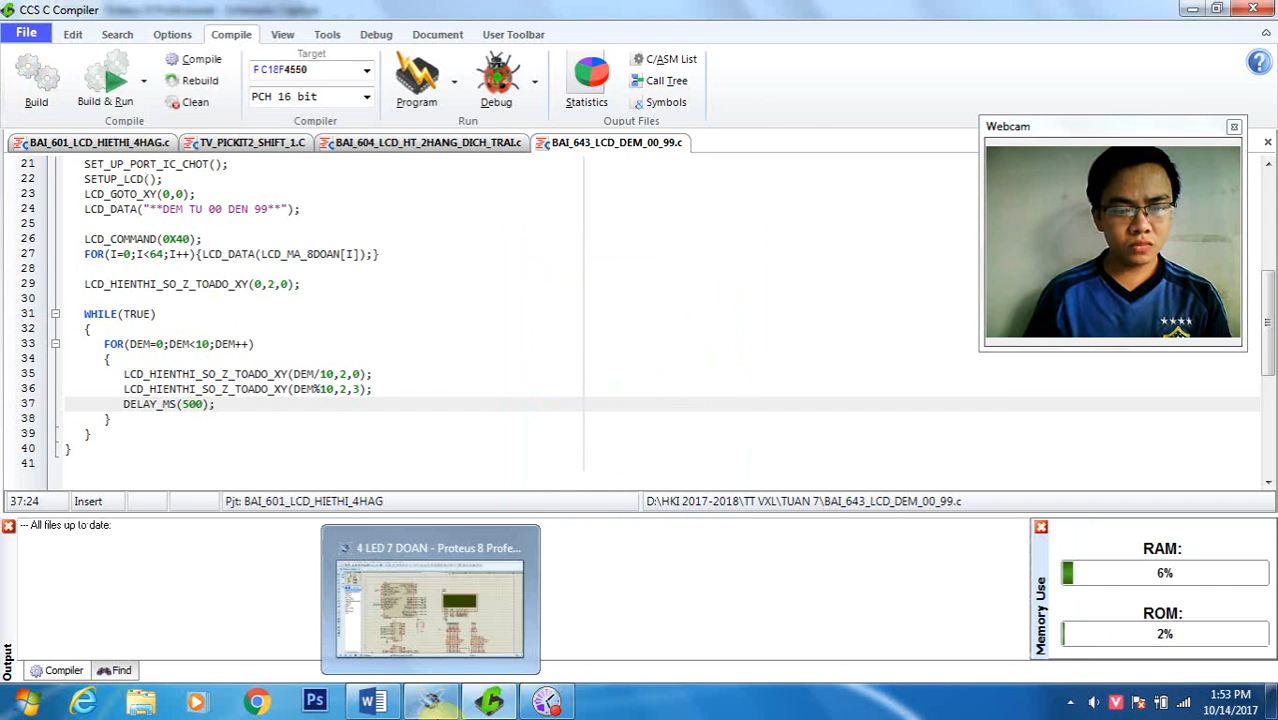 CCS C Compiler
File Edit Search Options Compile View Tools Debug Document User Toolbar
Build
Build & Run
Compile
Rebuild
Clean
Compile
Target
PCH 16 bit
Compiler
Program
Debug
Run
Statistics
C/ASM List
Call Tree
Symbols
Ouput Files
BAI_601_LCD_HIETHI_4HAG.c TV_PICKIT2_SHIFT_1.C BAI_604_LCD_HT_2HANG_DICH_TRAI.c BAI_643_LCD_DEM_00_99.c
Webcam
21 SET_UP_PORT_IC_CHOT();
22 SETUP_LCD();
23 LCD_GOTO_XY(0,0);
24 LCD_DATA("**DEM TU 00 DEN 99**");
25
26 LCD_COMMAND(0X40);
27 FOR(I=0;I<64;I++){LCD_DATA(LCD_MA_8DOAN[I]);}
28
29 LCD_HIENTHI_SO_Z_TOADO_XY(0,2,0);
30
31 WHILE(TRUE)
32 {
33 FOR(DEM=0;DEM<10;DEM++)
34 {
35 LCD_HIENTHI_SO_Z_TOADO_XY(DEM/10,2,0);
36 LCD_HIENTHI_SO_Z_TOADO_XY(DEM%10,2,3);
37 DELAY_MS(500);
38 }
39 }
40 }
41
37:24 Insert Pjt: BAI_601_LCD_HIETHI_4HAG D:\HKI 2017-2018\TT VXL\TUAN 7\BAI_643_LCD_DEM_00_99.c
--- All files up to date:
4 LED 7 DOAN - Proteus 8 Profe...
Output
Compiler Find
Memory Use
RAM:
6%
ROM:
2%
1:53 PM
10/14/2017